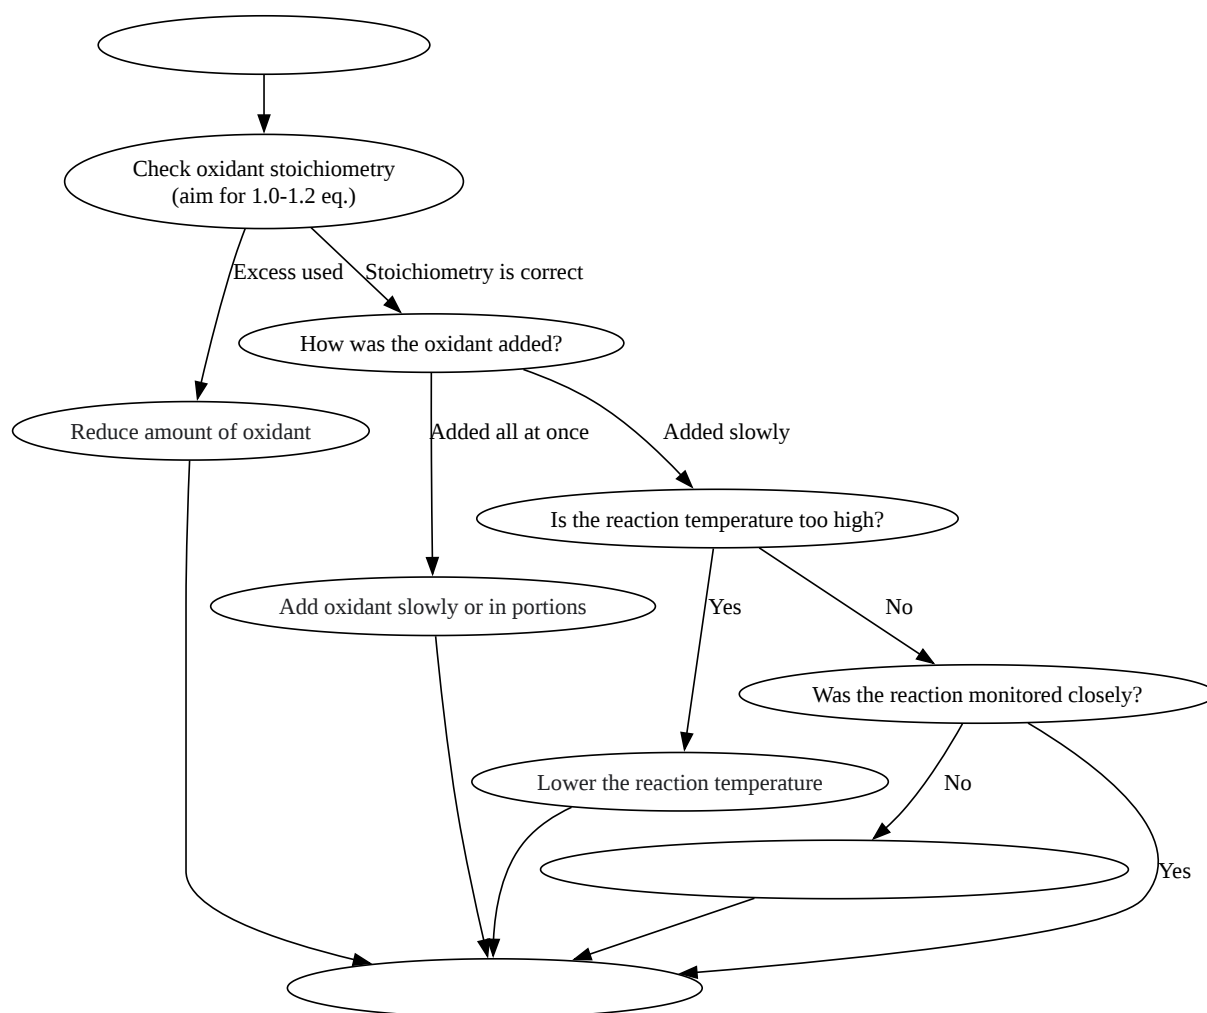 Check oxidant stoichiometry
(aim for 1.0-1.2 eq.)
Excess used
Stoichiometry is correct
How was the oxidant added?
Reduce amount of oxidant
Added all at once
Added slowly
Is the reaction temperature too high?
Add oxidant slowly or in portions
Yes
No
Was the reaction monitored closely?
Lower the reaction temperature
No
Yes